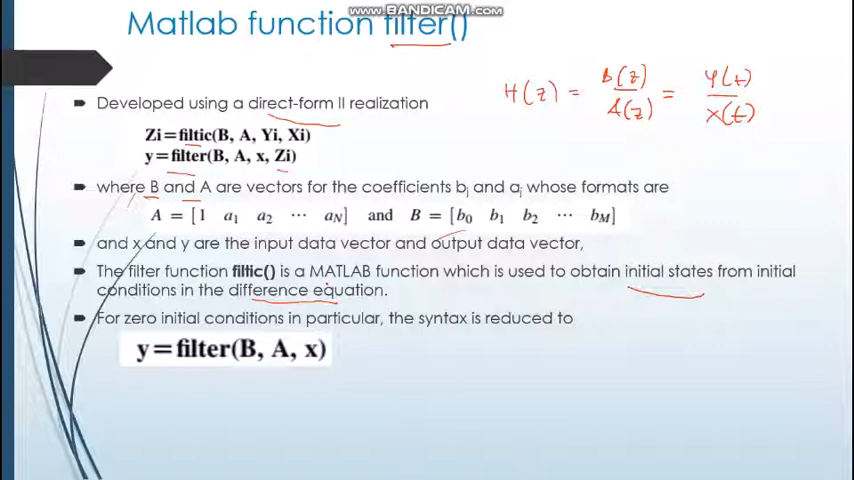 www.BANDICAM.com
Matlab function filter()
H(z) = B(z) / A(z) = Y(z) / X(z)
Developed using a direct-form II realization
Zi=filtic(B, A, Yi, Xi)
y=filter(B, A, x, Zi)
where B and A are vectors for the coefficients bj and aj whose formats are
A = [1 a1 a2 ⋯ aN] and B = [b0 b1 b2 ⋯ bM]
and x and y are the input data vector and output data vector,
The filter function filtic() is a MATLAB function which is used to obtain initial states from initial
conditions in the difference equation.
For zero initial conditions in particular, the syntax is reduced to
y=filter(B, A, x)